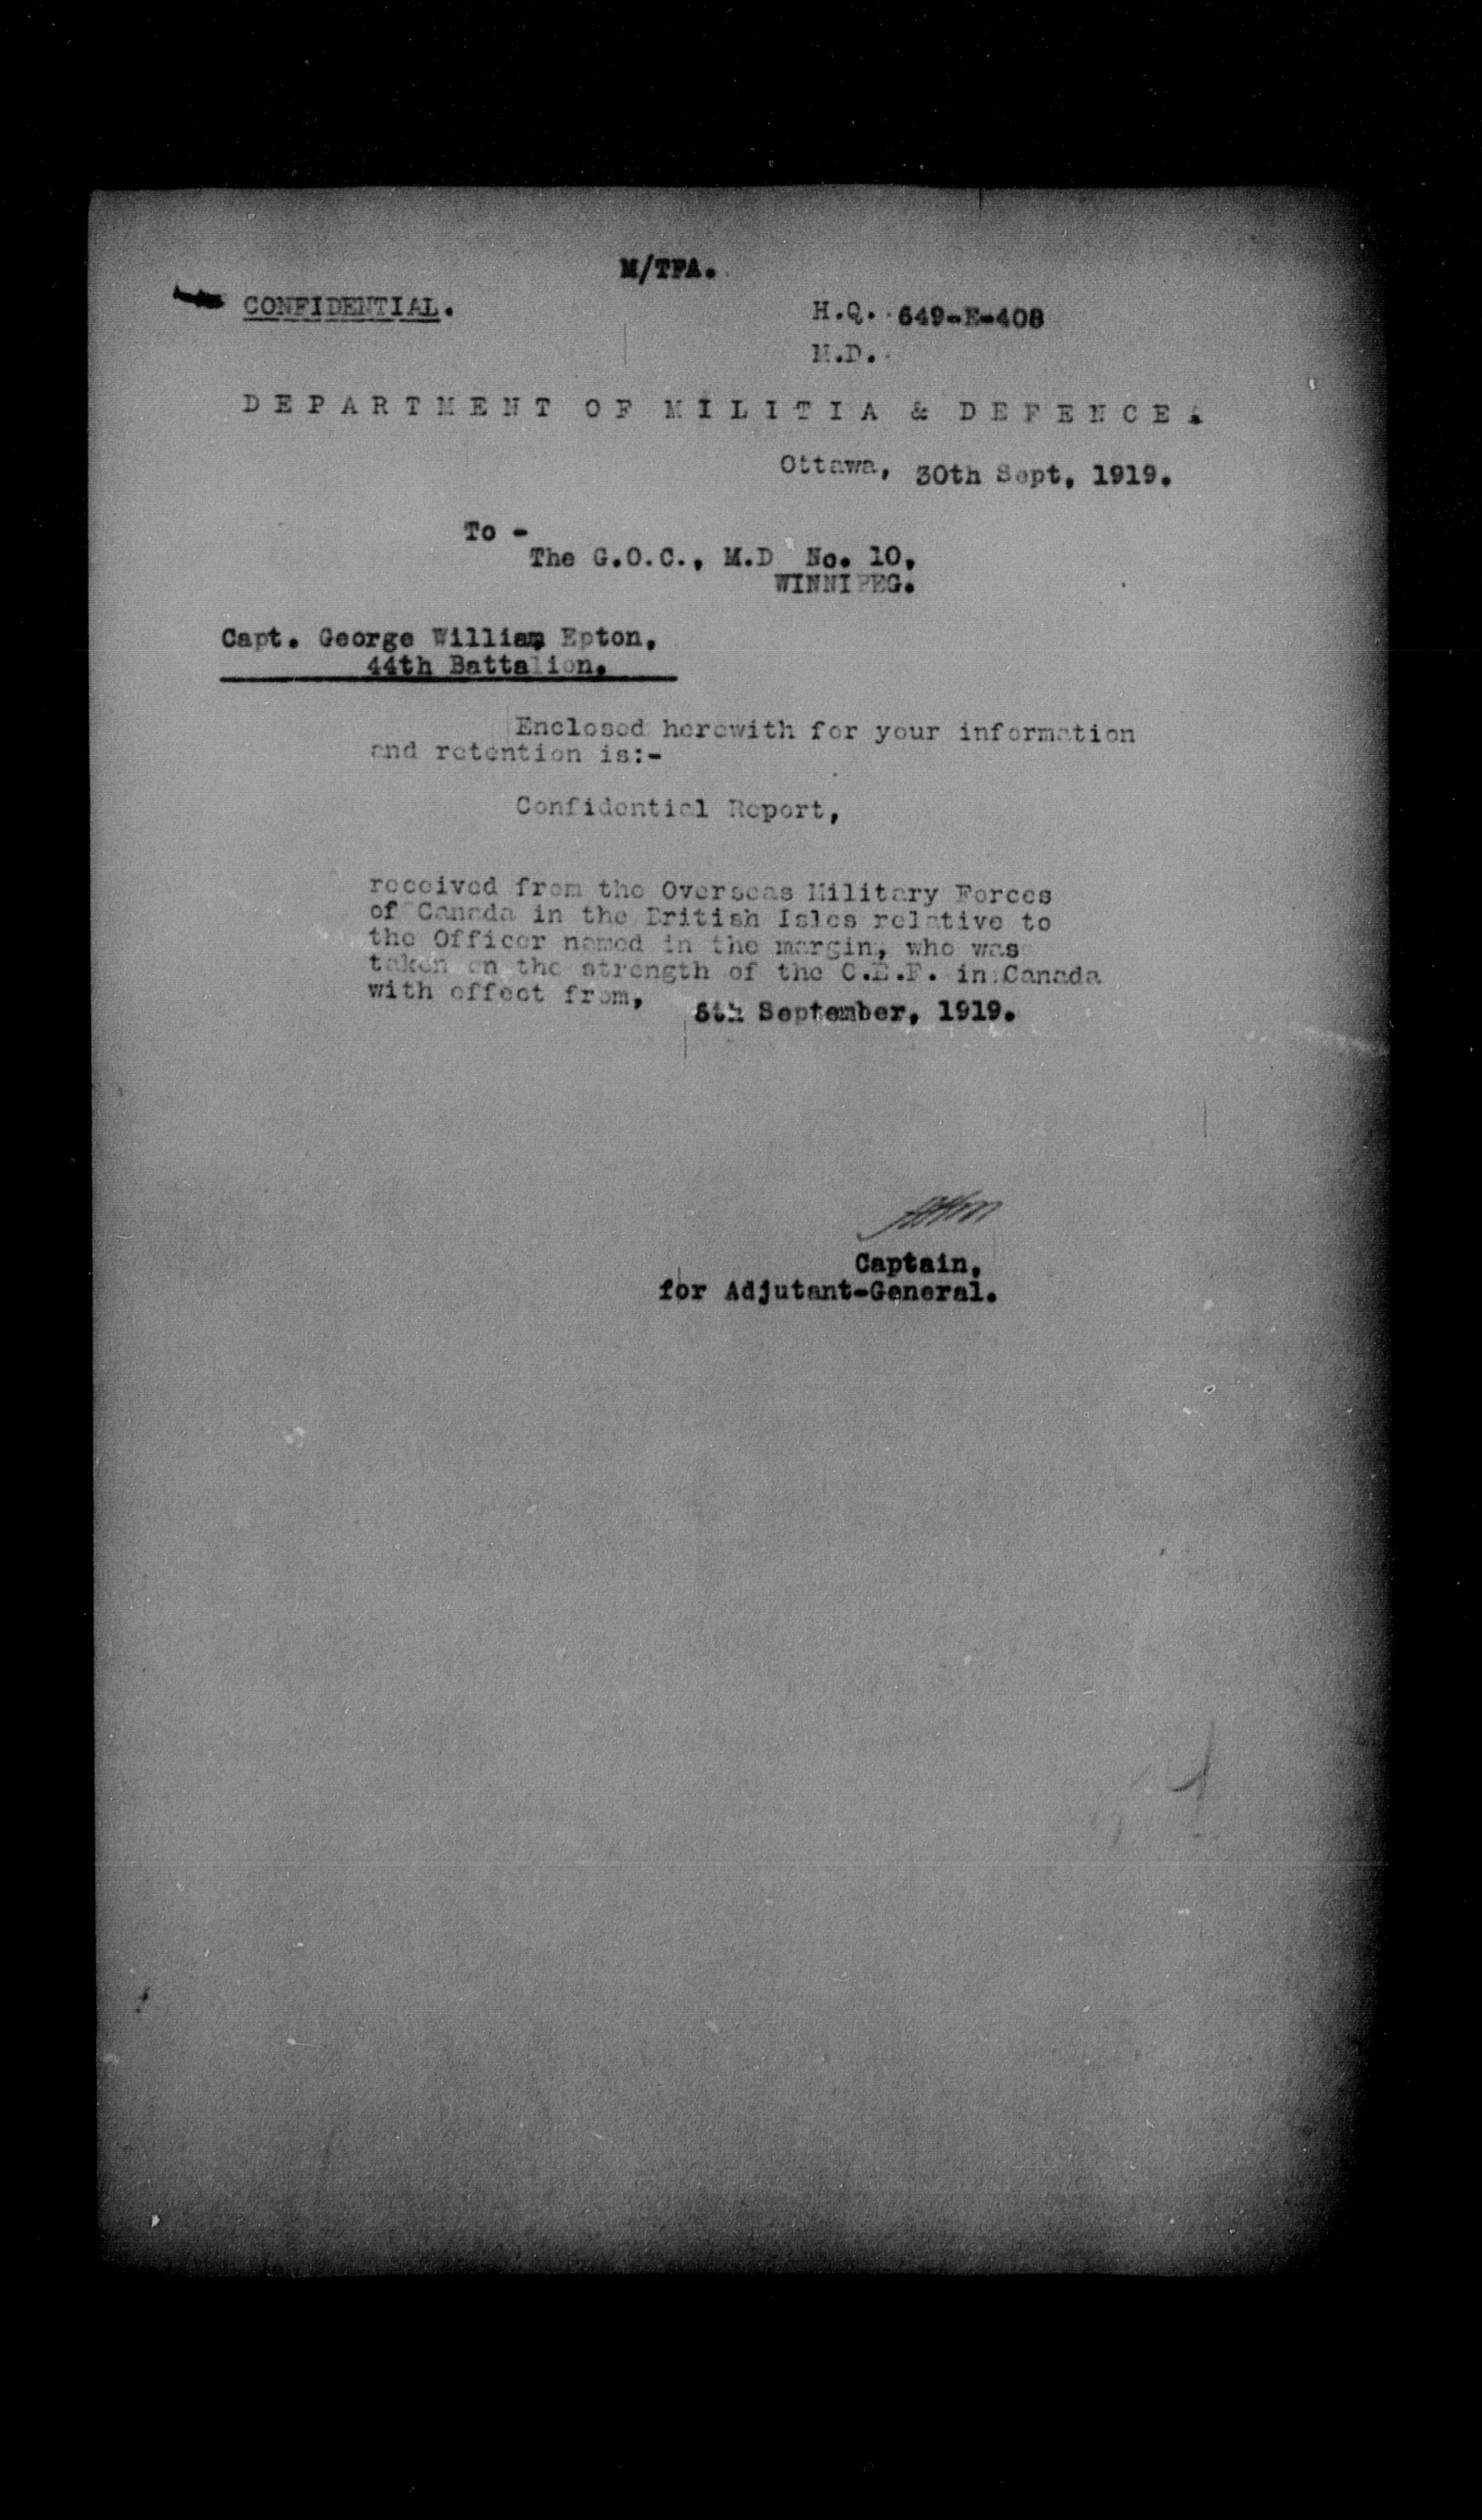 M/TFA.
CONFIDENTIAL.
H.Q. 649-E-408
M.D.
DEPARTMENT OF MILITIA & DEFENCE.
Ottawa, 30th Sept, 1919.
To -
The G.O.C., M.D No. 10,
WINNIPEG.
Capt. George William Epton,
44th Battalion.
Enclosed herewith for your information
and retention is:-
Confidential Report,
received from the Overseas Military Forces
of Canada in the British Isles relative to
the Officer named in the margin, who was
taken on the strength of the C.E.F. in Canada
with effect from,
September, 1919.
Captain,
for Adjutant-General.